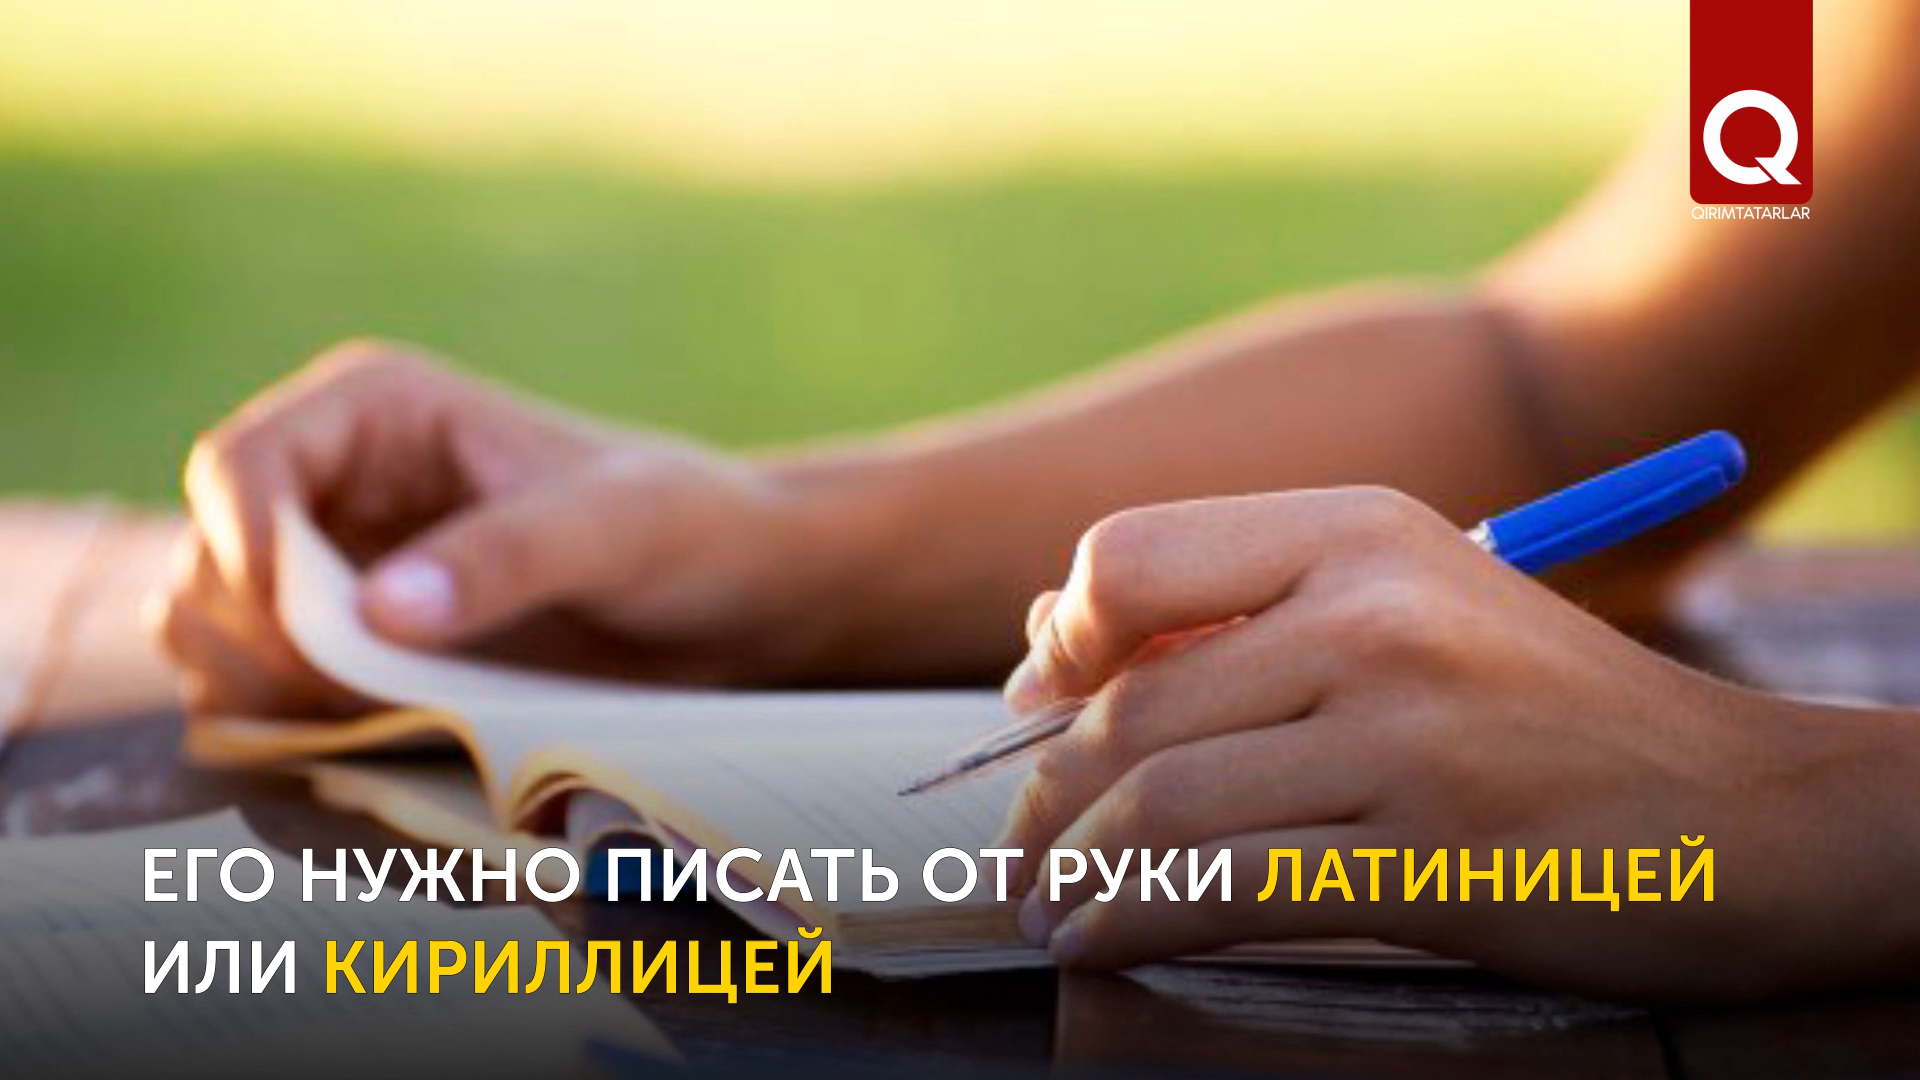 Q
QIRIMTATARLAR
ЕГО НУЖНО ПИСАТЬ ОТ РУКИ ЛАТИНИЦЕЙ
ИЛИ КИРИЛЛИЦЕЙ